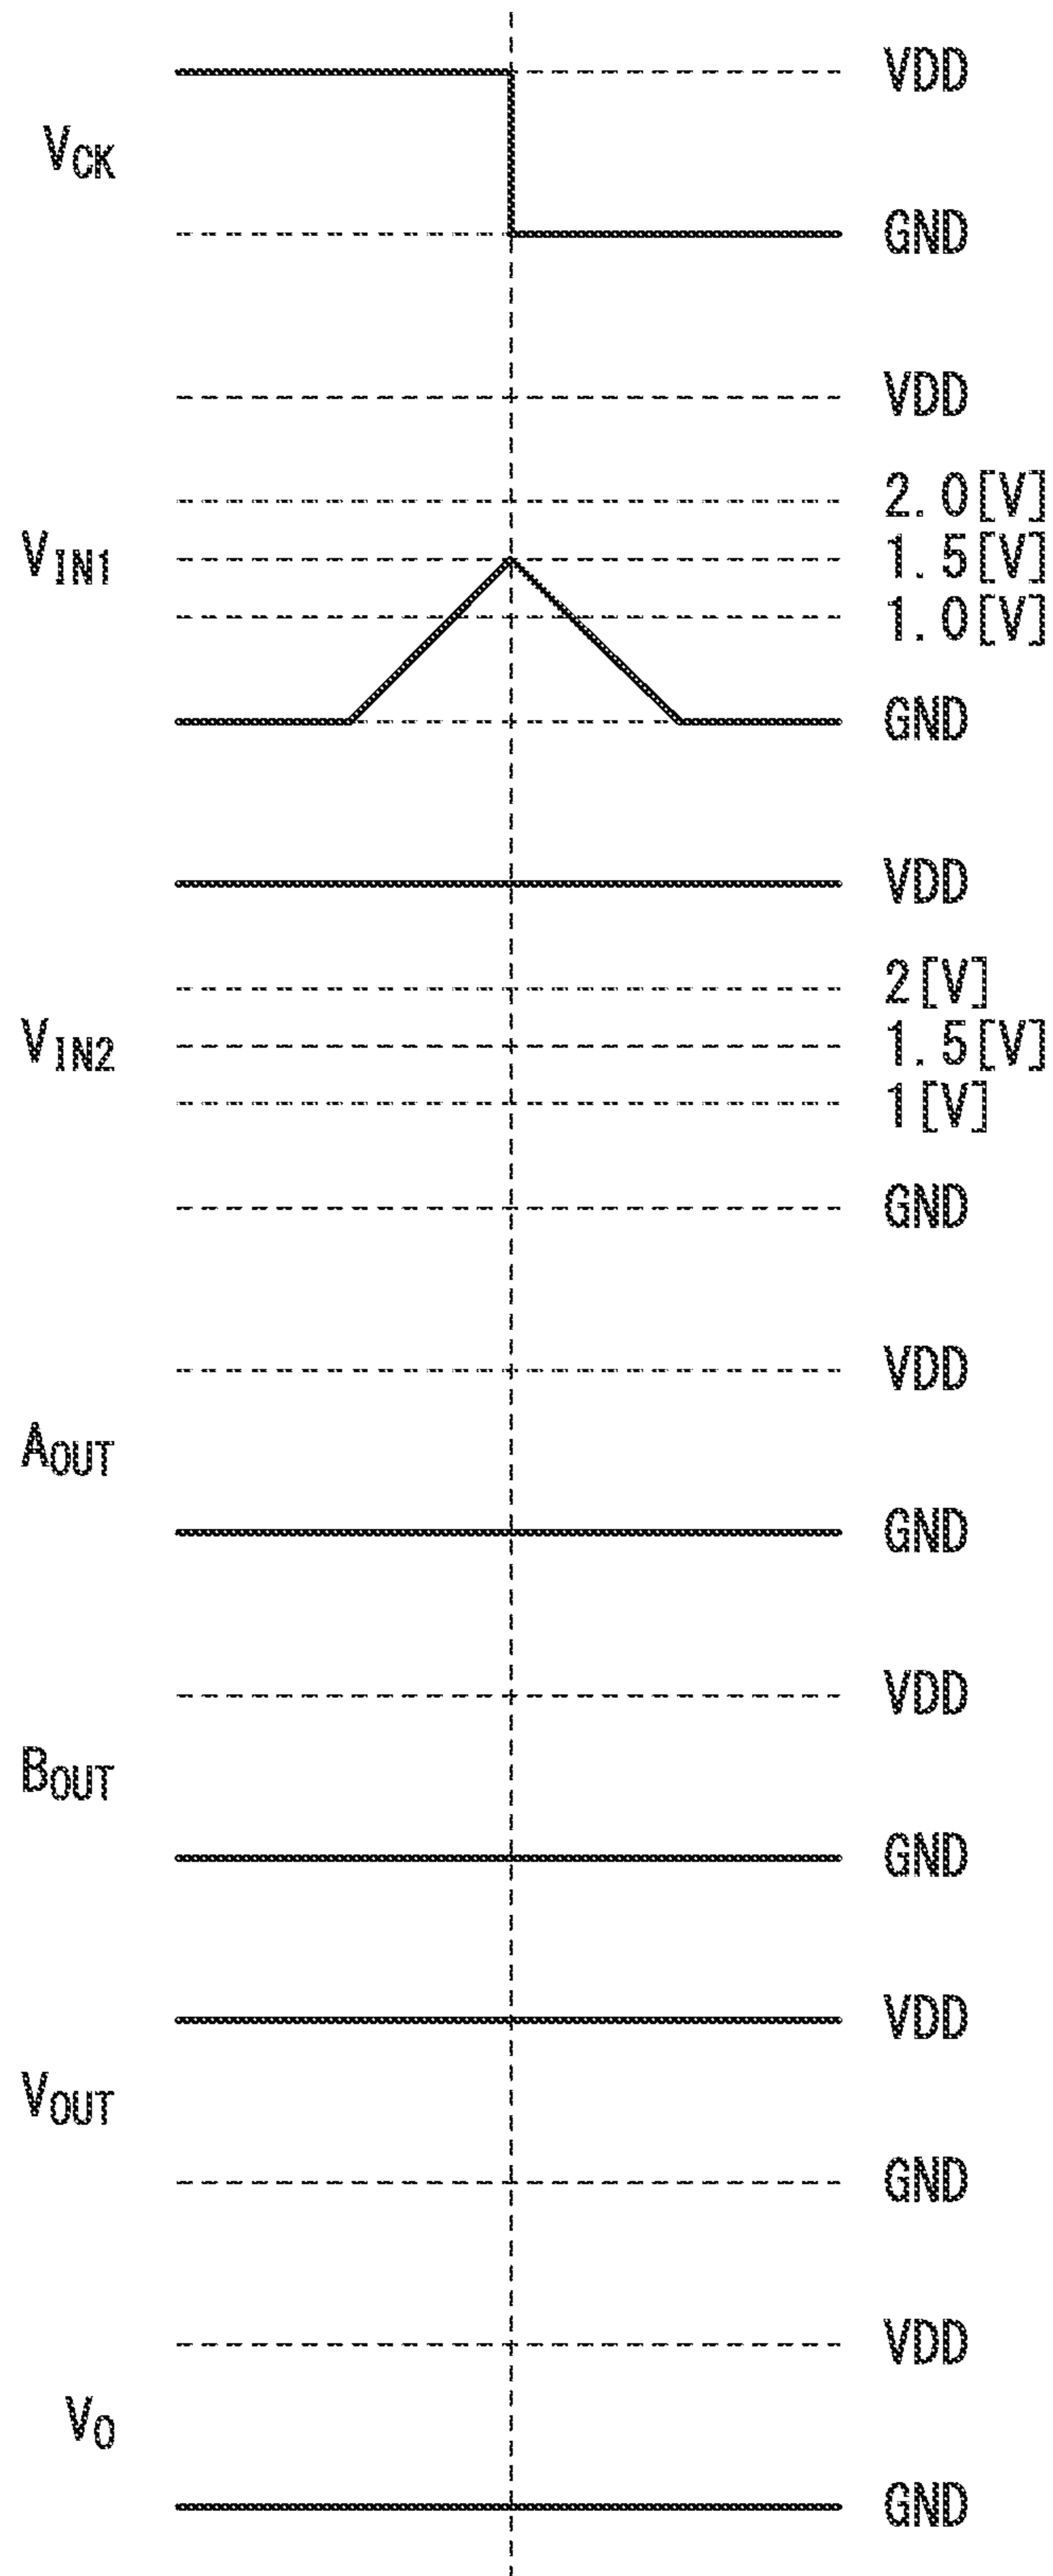 VDD
VCK
GND
VDD
2.0[V]
VIN1
1.5[V]
1.0[V]
GND
VDD
2[V]
VIN2
1.5[V]
1[V]
GND
VDD
AOUT
GND
VDD
BOUT
GND
VDD
VOUT
GND
VDD
VO
GND